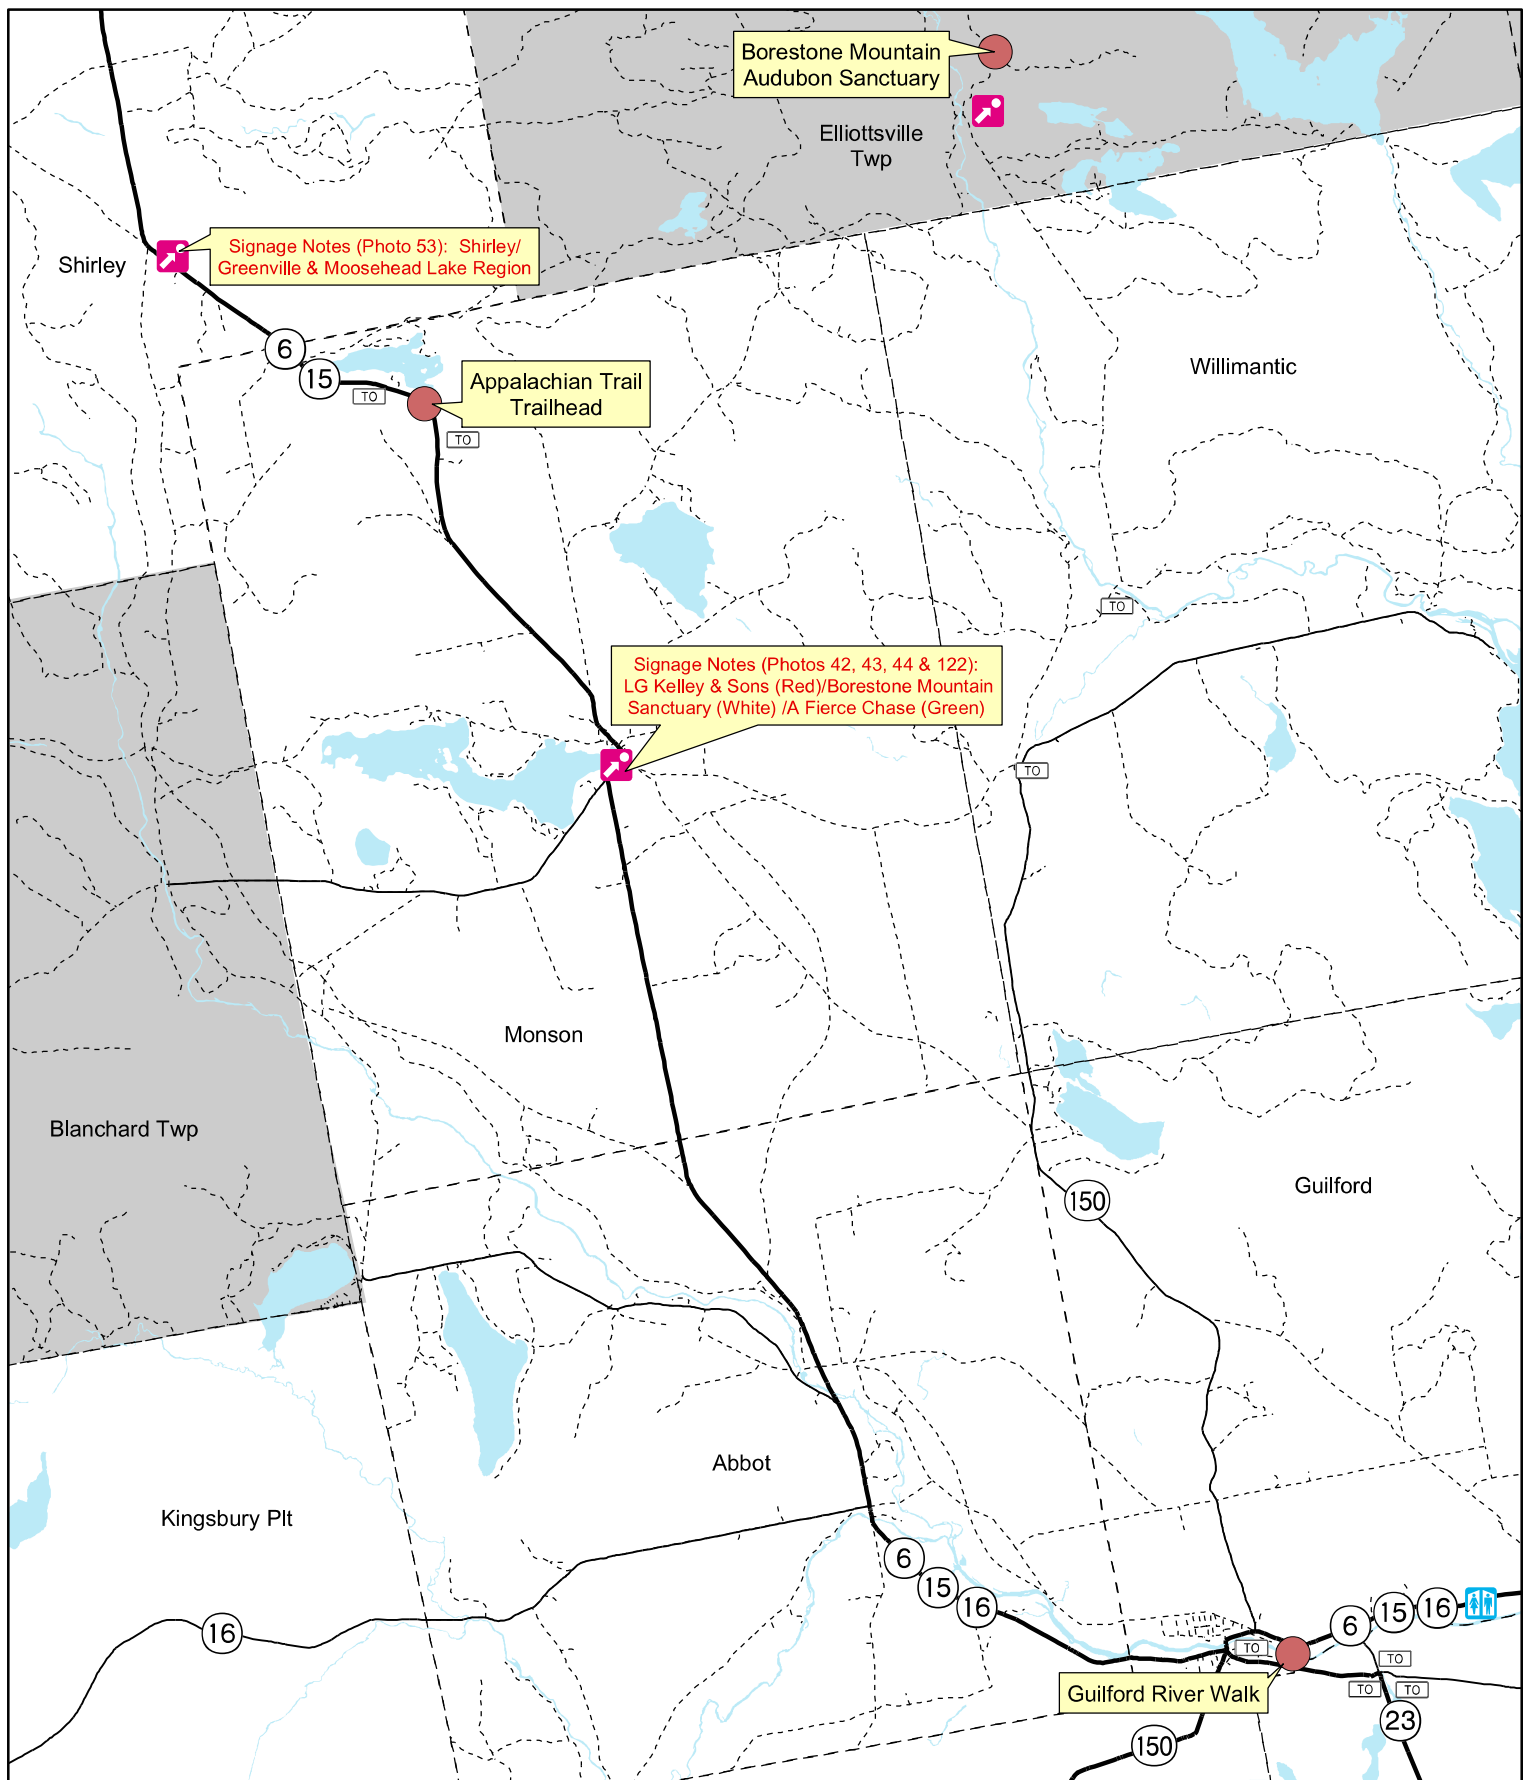 Borestone Mountain
Audubon Sanctuary
Elliottsville
Twp
Signage Notes (Photo 53):  Shirley/
Greenville & Moosehead Lake Region
Shirley
6
15
TO
Appalachian Trail
Trailhead
TO
Willimantic
TO
Signage Notes (Photos 42, 43, 44 & 122):
LG Kelley & Sons (Red)/Borestone Mountain
Sanctuary (White) /A Fierce Chase (Green)
TO
Monson
Blanchard Twp
Guilford
150
Abbot
Kingsbury Plt
6
15
16
16
6
15
16
TO
TO
TO
TO
Guilford River Walk
23
150